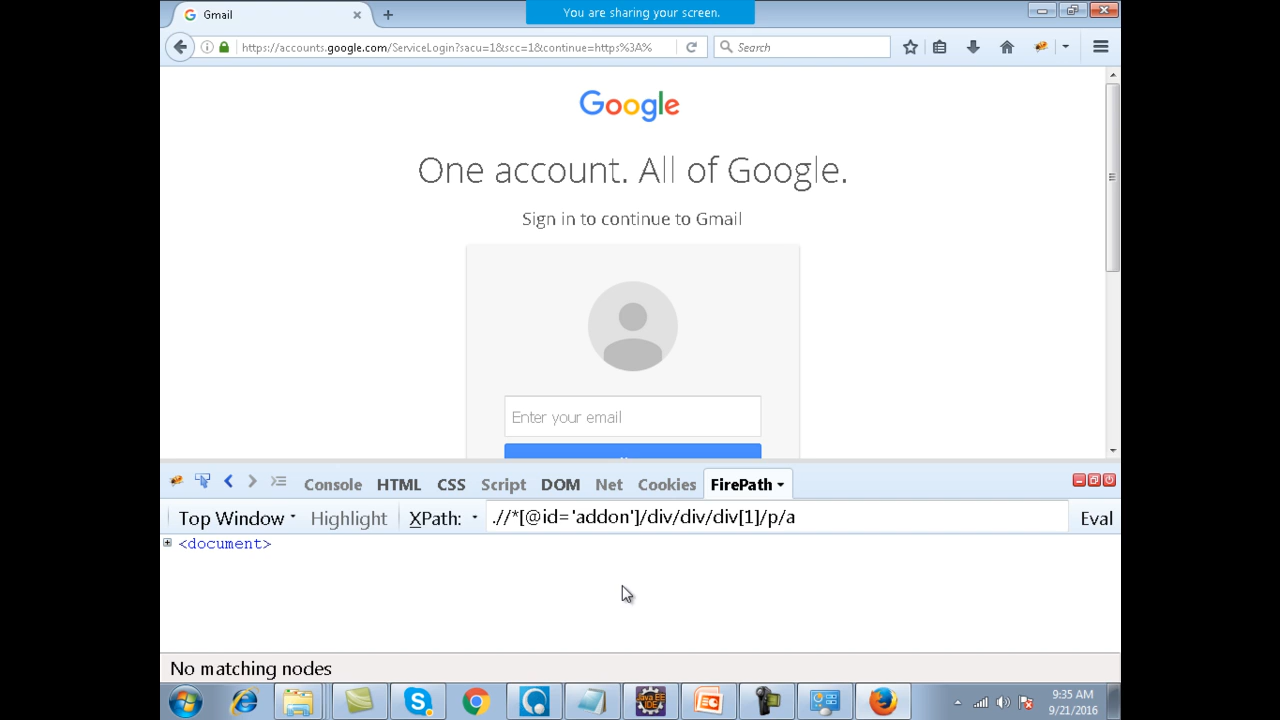 You are sharing your screen.
Gmail
https://accounts.google.com/ServiceLogin?sacu=1&scc=1&continue=https%3A%
Search
Google
One account. All of Google.
Sign in to continue to Gmail
Enter your email
Console HTML CSS Script DOM Net Cookies FirePath
Top Window Highlight XPath: .//*[@id='addon']/div/div/div[1]/p/a Eval
<document>
No matching nodes
Java EE
IDE
9:35 AM
9/21/2016